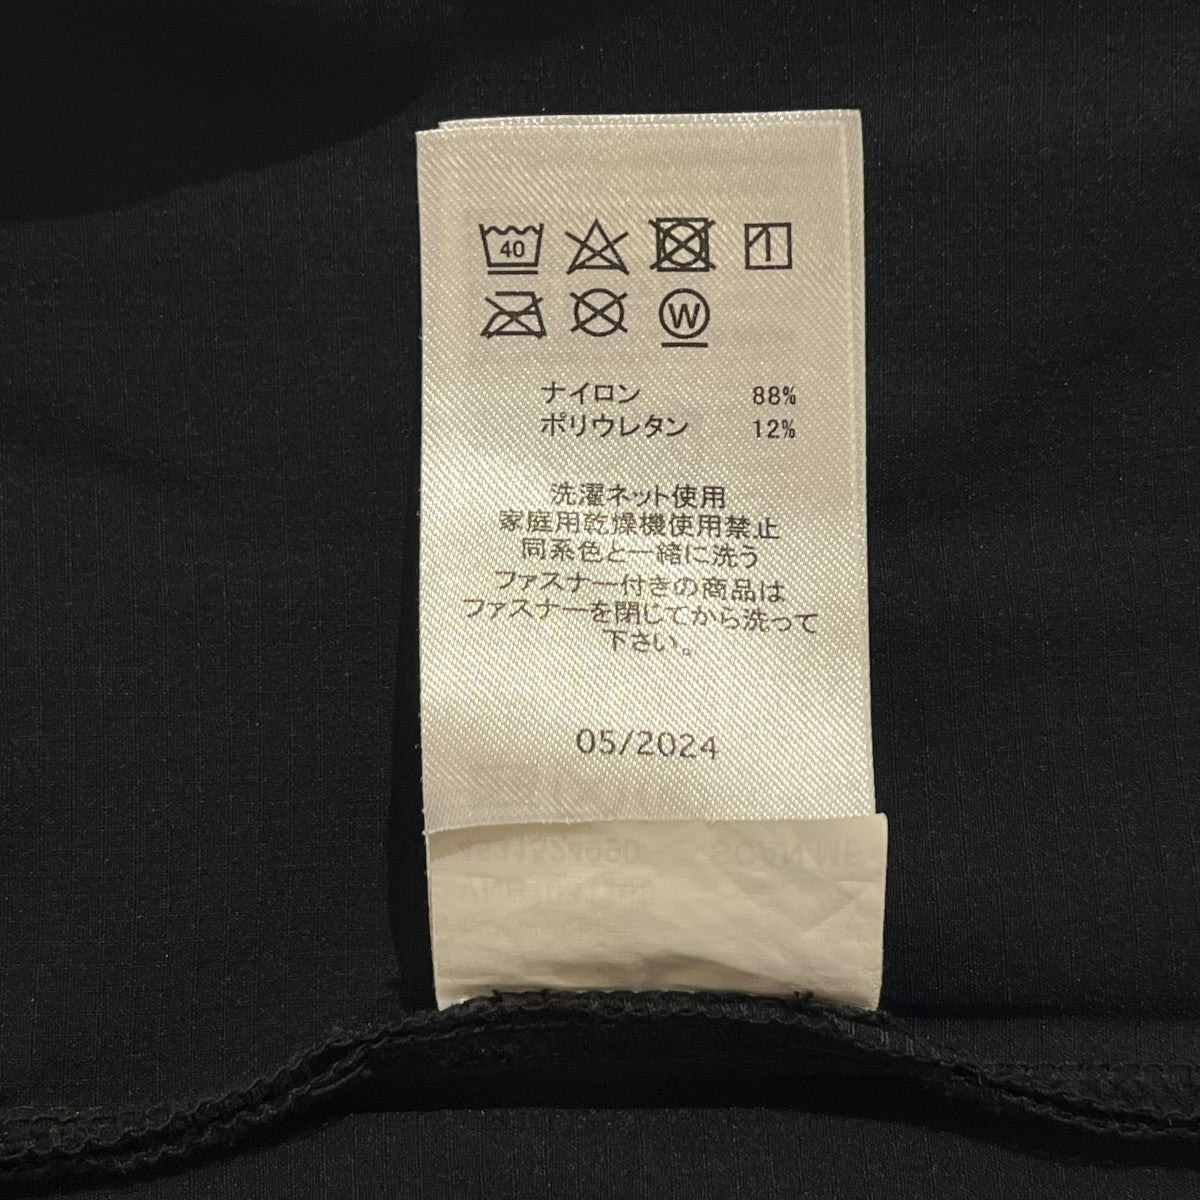 40
W
ナイロン 88%
ポリウレタン 12%
洗濯ネット使用
家庭用乾燥機使用禁止
同系色と一緒に洗う
ファスナー付きの商品は
ファスナーを閉じてから洗って
下さい。
05/2024
SCAN ME